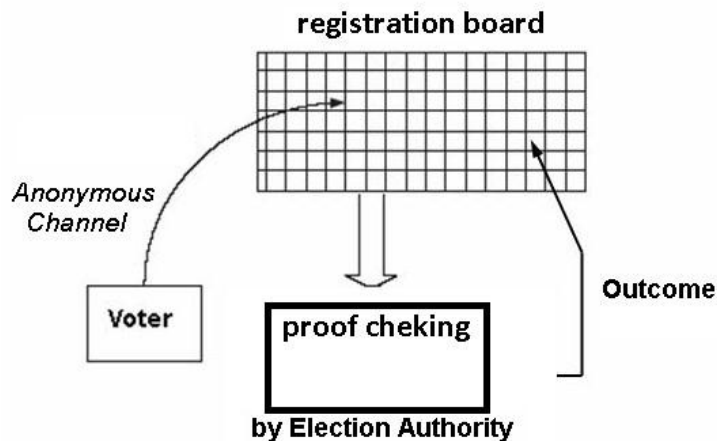 registration board
Anonymous
Channel
Voter
Outcome
proof cheking
by Election Authority